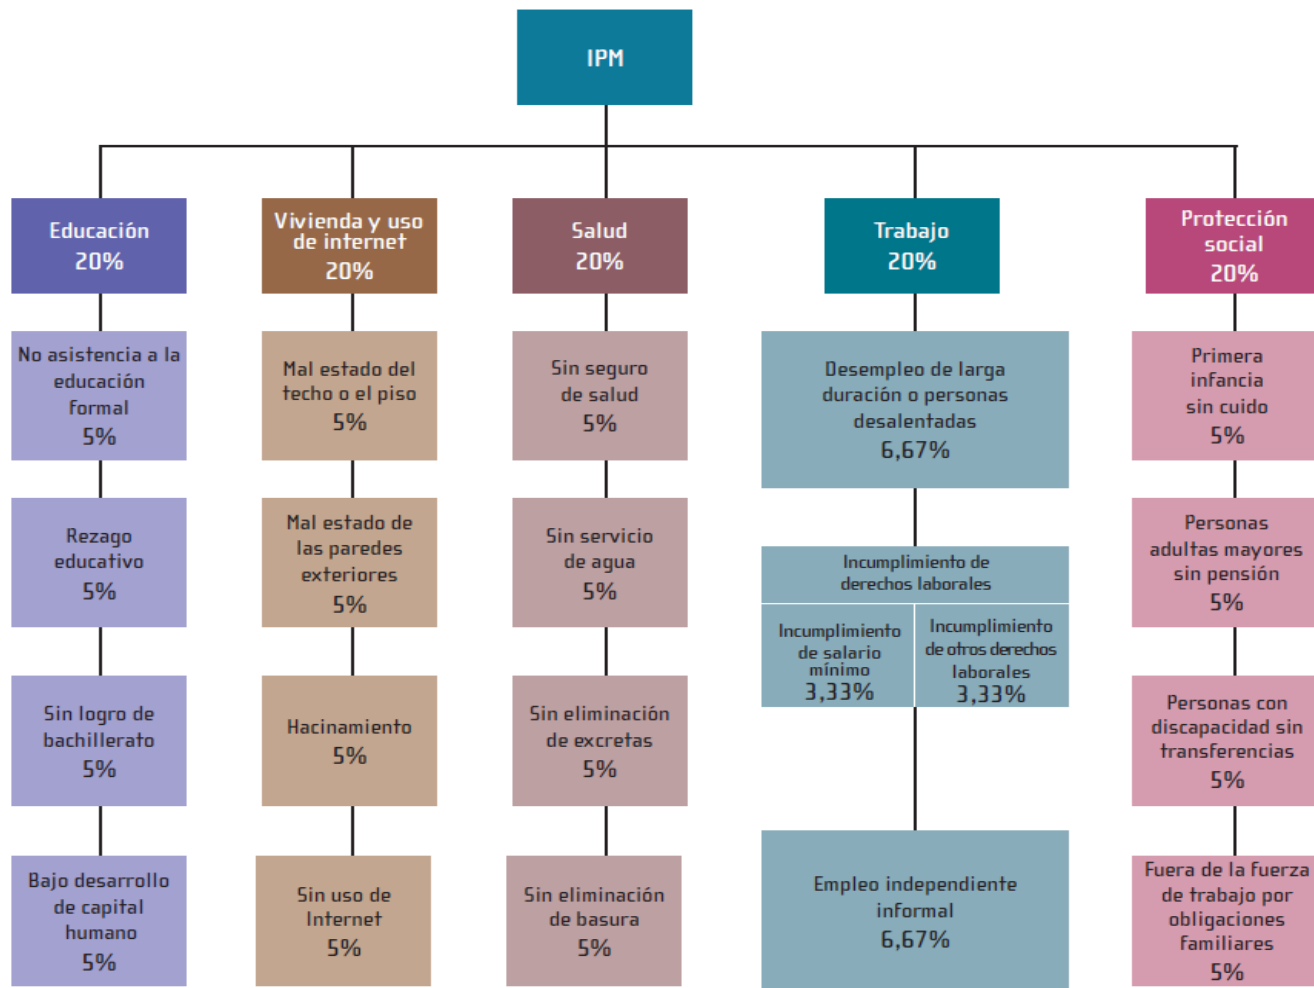 IPM
Educación
20%
No asistencia a la
educación
formal
5%
Rezago
educativo
5%
Sin logro de
bachillerato
5%
Bajo desarrollo
de capital
humano
5%
Vivienda y uso
de internet
20%
Mal estado del
techo o el piso
5%
Mal estado de
las paredes
exteriores
5%
Hacinamiento
5%
Sin uso de
Internet
5%
Salud
20%
Sin seguro
de salud
5%
Sin servicio
de agua
5%
Sin eliminación
de excretas
5%
Sin eliminación
de basura
5%
Trabajo
20%
Desempleo de larga
duración o personas
desalentadas
6,67%
Incumplimiento de
derechos laborales
Incumplimiento
de salario
mínimo
3,33%
Incumplimiento
de otros derechos
laborales
3,33%
Empleo independiente
informal
6,67%
Protección
social
20%
Primera
infancia
sin cuido
5%
Personas
adultas mayores
sin pensión
5%
Personas con
discapacidad sin
transferencias
5%
Fuera de la fuerza
de trabajo por
obligaciones
familiares
5%